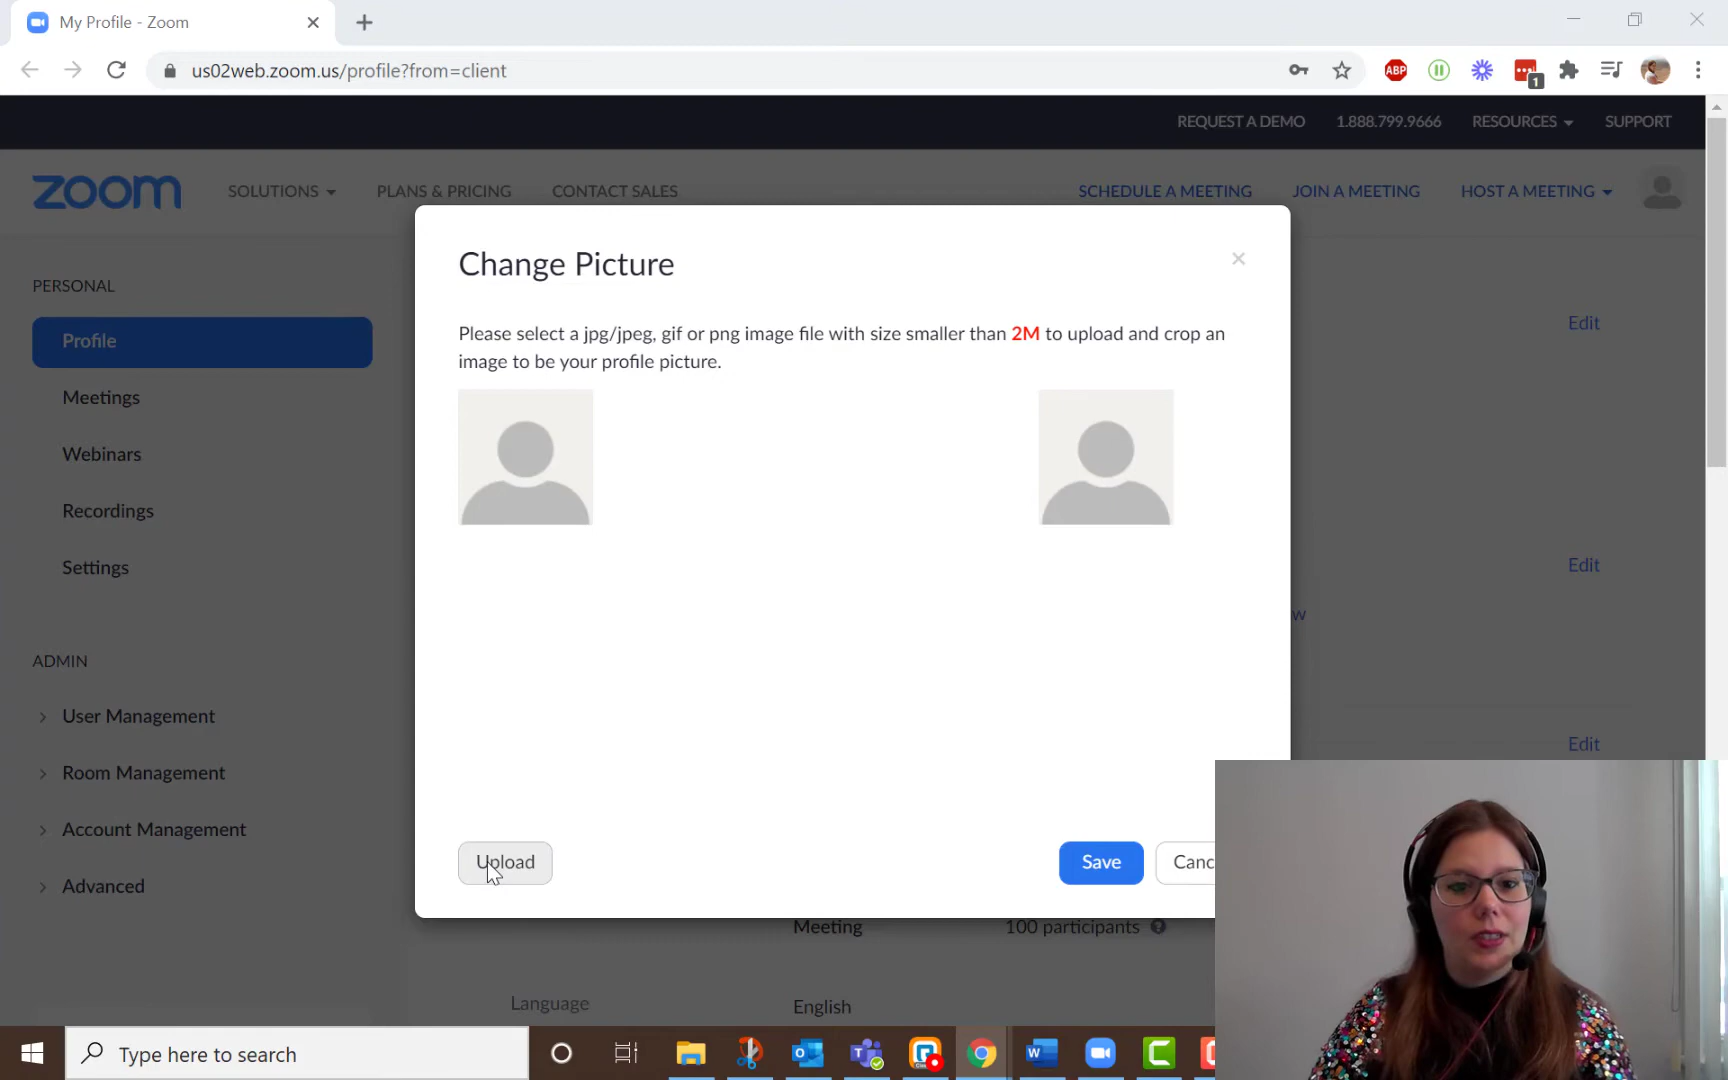 My Profile - Zoom
us02web.zoom.us/profile?from=client
ABP
1
REQUEST A DEMO 1.888.799.9666 RESOURCES SUPPORT
zoom SOLUTIONS PLANS & PRICING CONTACT SALES SCHEDULE A MEETING JOIN A MEETING HOST A MEETING
Change Picture
PERSONAL
Profile
Meetings
Webinars
Recordings
Settings
ADMIN
User Management
Room Management
Account Management
Advanced
Please select a jpg/jpeg, gif or png image file with size smaller than 2M to upload and crop an
image to be your profile picture.
Edit
Edit
w
Edit
Upload Save Canc
Meeting 100 participants
Language English
Type here to search